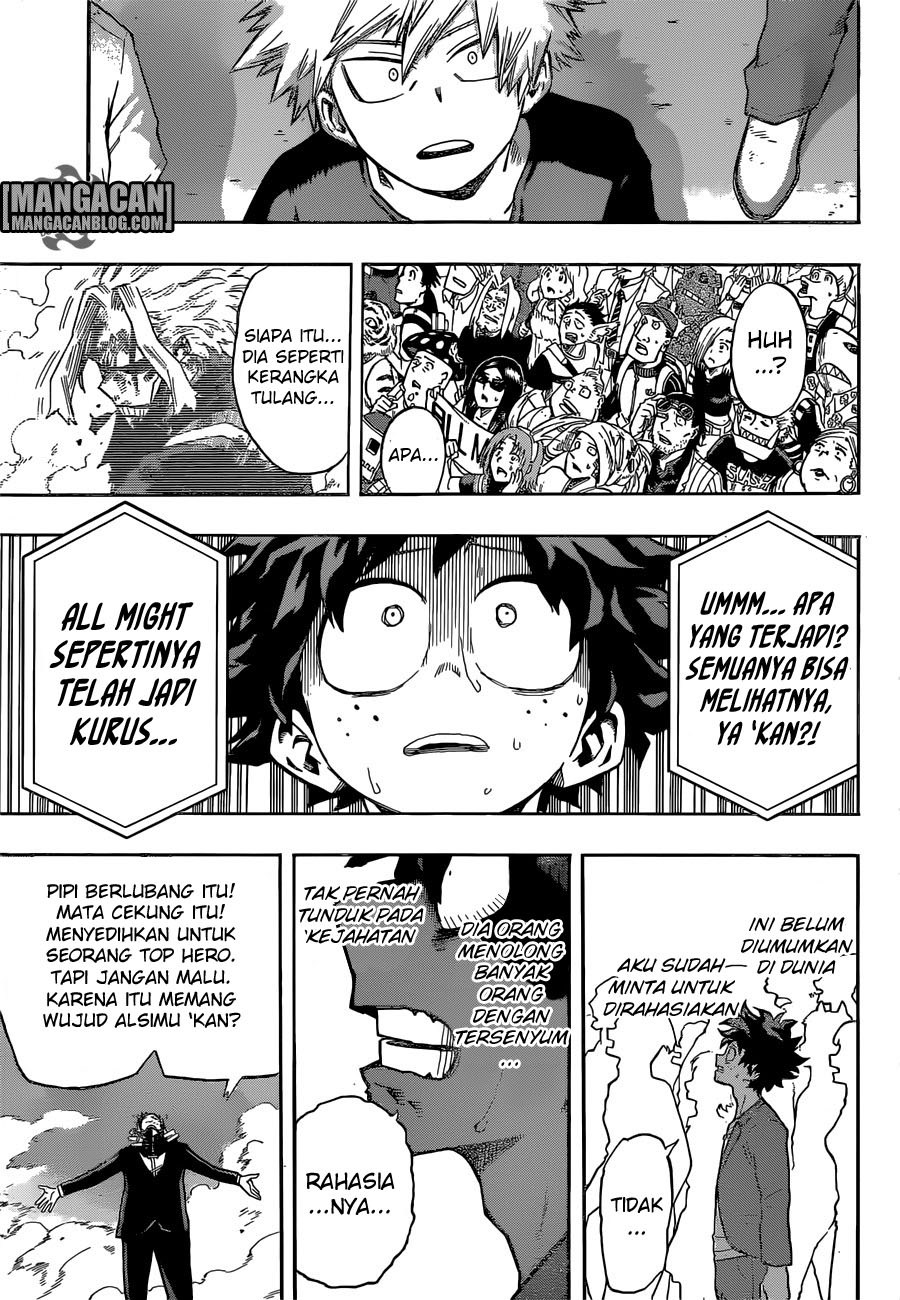 MANGACAN
MANGACANBLOG.COM
HUH
...?
APA...
SIAPA ITU...
DIA SEPERTI
KERANGKA
TULANG...
UMMM... APA
YANG TERJADI?
SEMUANYA BISA
MELIHATNYA,
YA 'KAN?!
ALL MIGHT
SEPERTINYA
TELAH JADI
KURUS...
INI BELUM
DIUMUMKAN
DI DUNIA
AKU SUDAH—
MINTA UNTUK
DIRAHASIAKAN
TIDAK
...
DIA ORANG
MENOLONG
BANYAK
ORANG
DENGAN
TERSENYUM
...
TAK PERNAH
TUNDUK PADA
'KEJAHATAN
RAHASIA
...NYA...
PIPI BERLUBANG ITU!
MATA CEKUNG ITU!
MENYEDIHKAN UNTUK
SEORANG TOP HERO.
TAPI JANGAN MALU.
KARENA ITU MEMANG
WUJUD ALSIMU 'KAN?